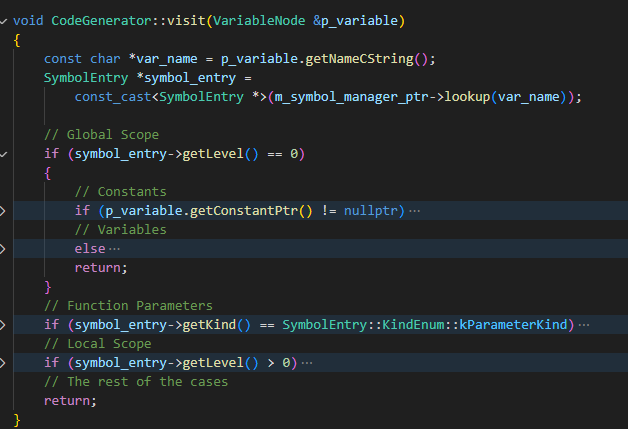 void CodeGenerator::visit(VariableNode &p_variable)
{
    const char *var_name = p_variable.getNameCString();
    SymbolEntry *symbol_entry =
        const_cast<SymbolEntry *>(m_symbol_manager_ptr->lookup(var_name));

    // Global Scope
    if (symbol_entry->getLevel() == 0)
    {
        // Constants
        if (p_variable.getConstantPtr() != nullptr)···
        // Variables
        else···
        return;
    }
    // Function Parameters
    if (symbol_entry->getKind() == SymbolEntry::KindEnum::kParameterKind)···
    // Local Scope
    if (symbol_entry->getLevel() > 0)···
    // The rest of the cases
    return;
}